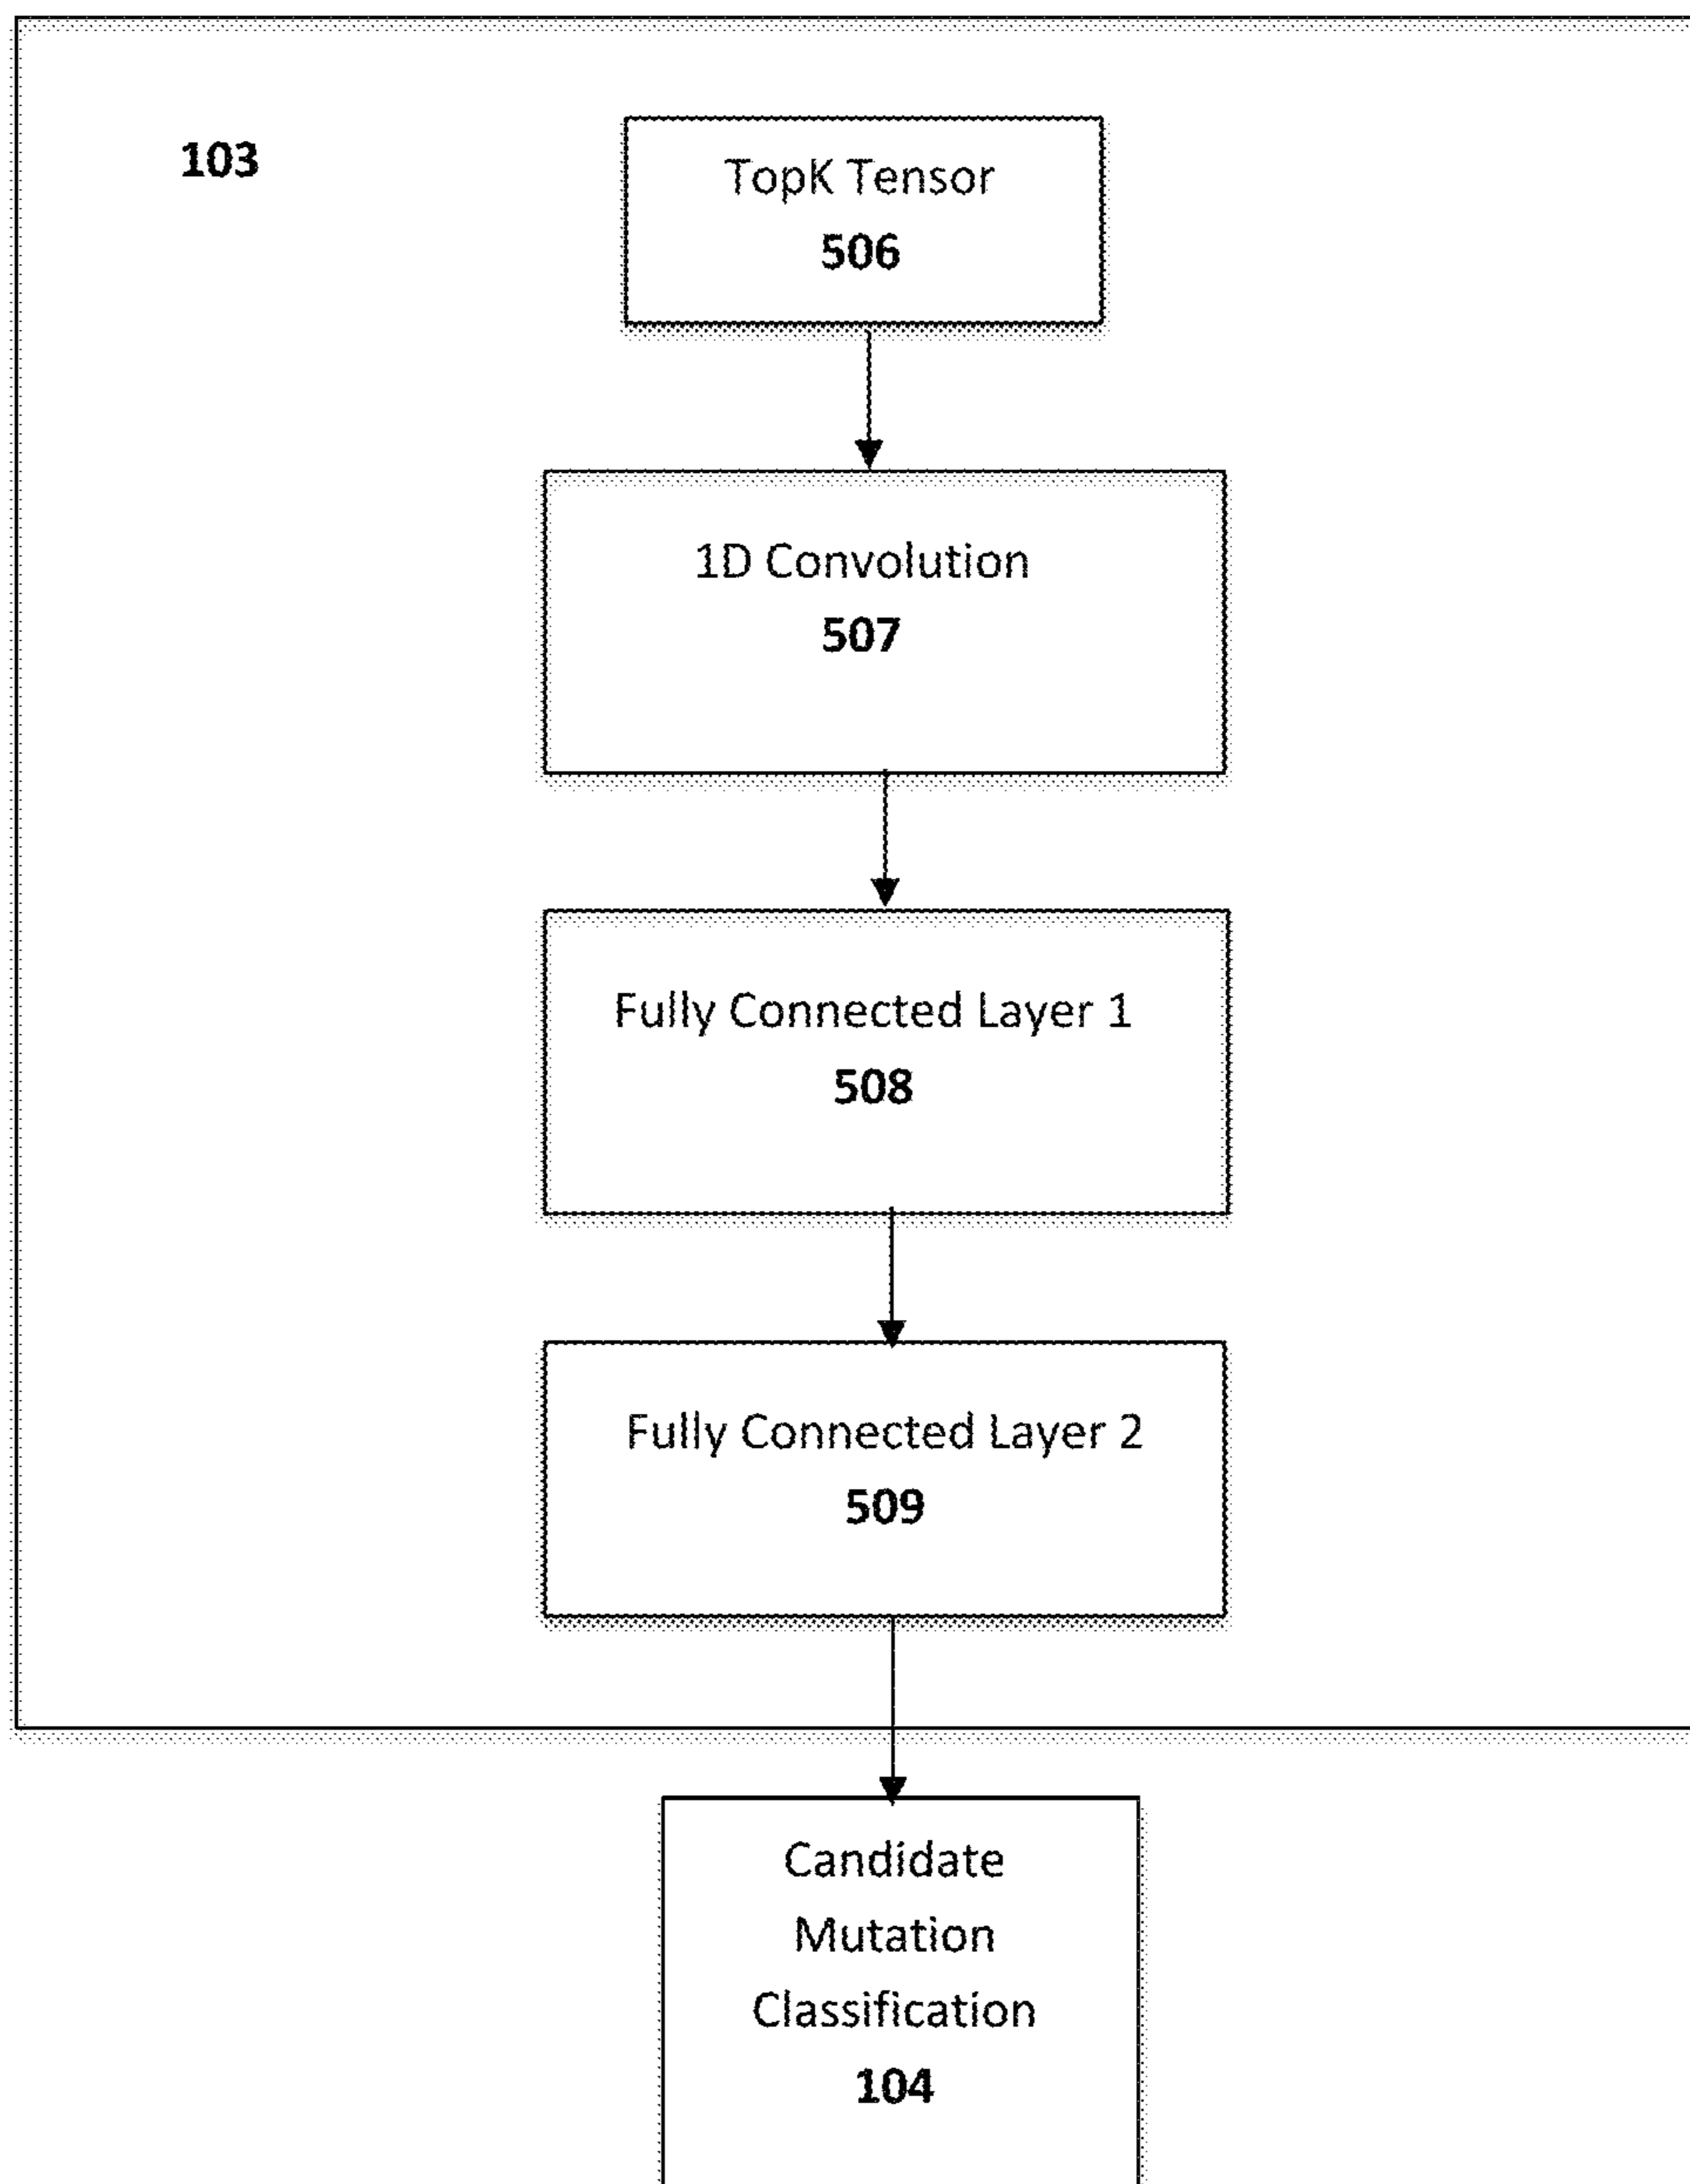 103
TopK Tensor
506
1D Convolution
507
Fully Connected Layer 1
508
Fully Connected Layer 2
509
Candidate
Mutation
Classification
104